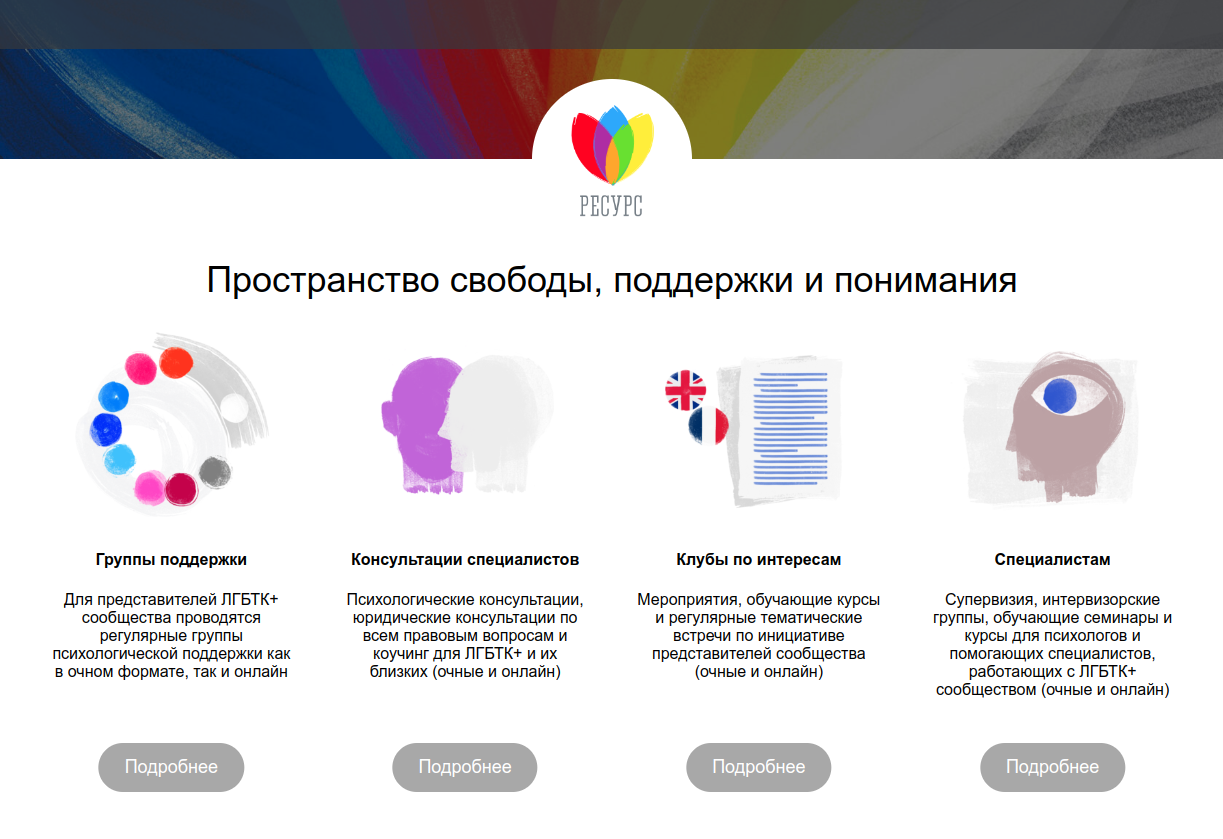 РЕСУРС
Пространство свободы, поддержки и понимания
Группы поддержки
Для представителей ЛГБТК+
сообщества проводятся
регулярные группы
психологической поддержки как
в очном формате, так и онлайн
Подробнее
Консультации специалистов
Психологические консультации,
юридические консультации по
всем правовым вопросам и
коучинг для ЛГБТК+ и их
близких (очные и онлайн)
Подробнее
Клубы по интересам
Мероприятия, обучающие курсы
и регулярные тематические
встречи по инициативе
представителей сообщества
(очные и онлайн)
Подробнее
Специалистам
Супервизия, интервизорские
группы, обучающие семинары и
курсы для психологов и
помогающих специалистов,
работающих с ЛГБТК+
сообществом (очные и онлайн)
Подробнее